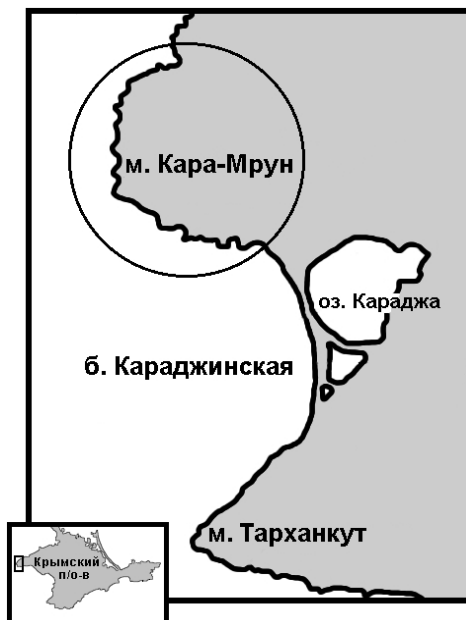 м. Кара-Мрун
оз. Караджа
б. Караджинская
м. Тарханкут
Крымский
п/о-в